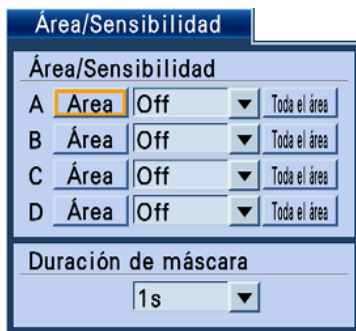 Área/Sensibilidad
Área/Sensibilidad
A Area Off Toda el área
B Área Off Toda el área
C Área Off Toda el área
D Área Off Toda el área
Duración de máscara
1s